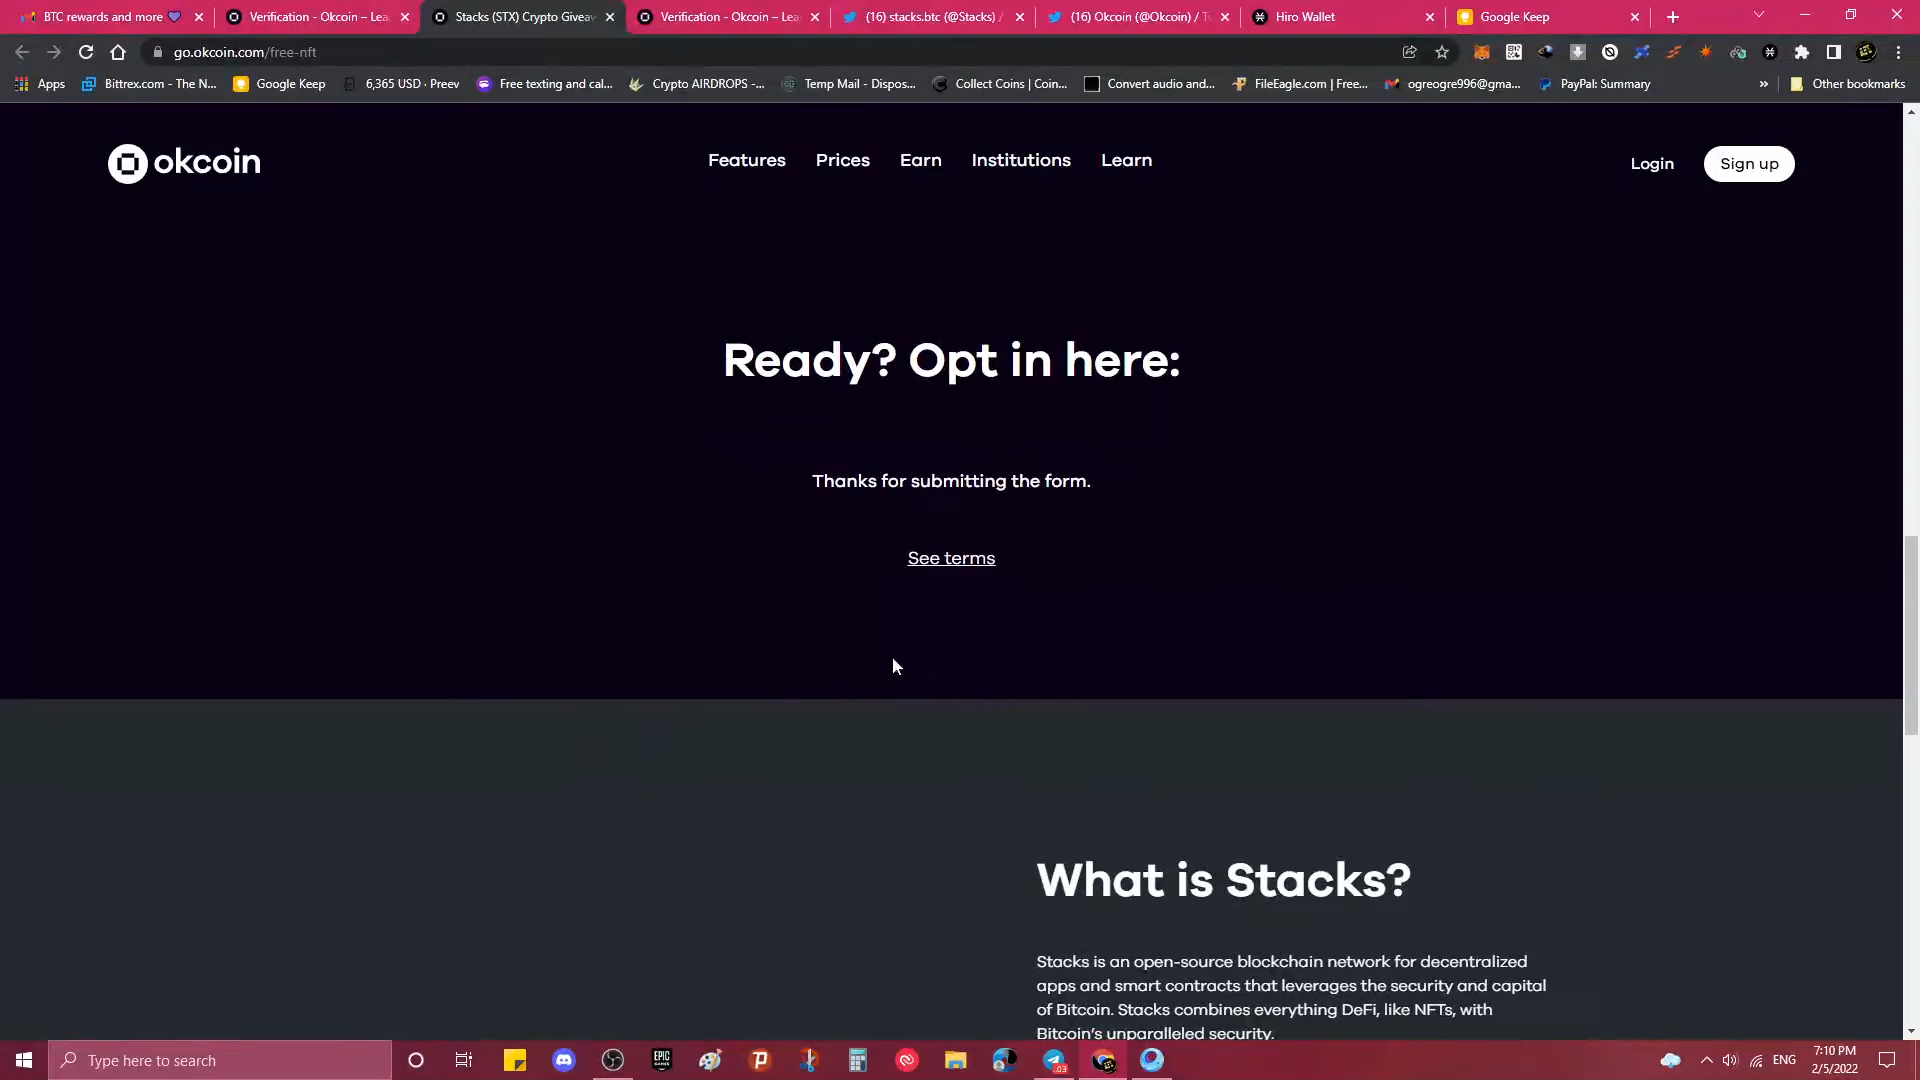 BTC rewards and more 💜
Verification - Okcoin – Lea
Stacks (STX) Crypto Giveaw
Verification - Okcoin – Lea
(16) stacks.btc (@Stacks) /
(16) Okcoin (@Okcoin) / T
Hiro Wallet
Google Keep
go.okcoin.com/free-nft
Apps
Bittrex.com - The N...
Google Keep
6,365 USD · Preev
Free texting and cal...
Crypto AIRDROPS -...
Temp Mail - Dispos...
Collect Coins | Coin...
Convert audio and...
FileEagle.com | Free...
ogreogre996@gma...
PayPal: Summary
»
Other bookmarks
okcoin
Features
Prices
Earn
Institutions
Learn
Login
Sign up
Ready? Opt in here:
Thanks for submitting the form.
See terms
What is Stacks?
Stacks is an open-source blockchain network for decentralized
apps and smart contracts that leverages the security and capital
of Bitcoin. Stacks combines everything DeFi, like NFTs, with
Bitcoin's unparalleled security.
Type here to search
EPIC
GAMES
.03
ENG
7:10 PM
2/5/2022